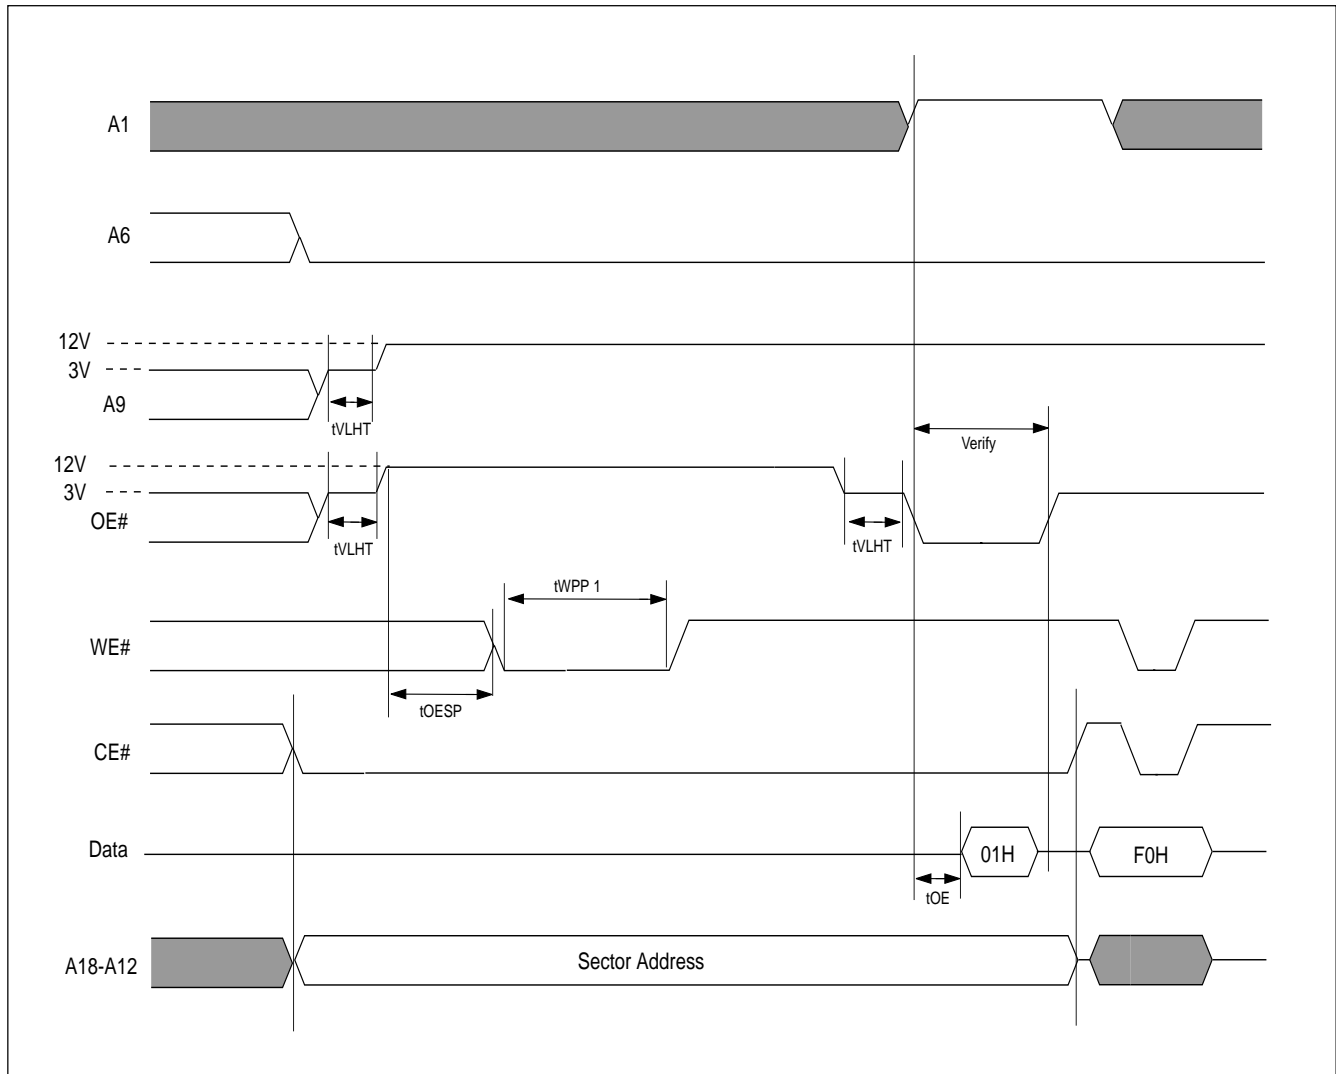 A1
A6
12V
3V
A9
tVLHT
Verify
12V
3V
OE#
tVLHT
tVLHT
tWPP 1
WE#
tOESP
CE#
Data
01H
F0H
tOE
A18-A12
Sector Address